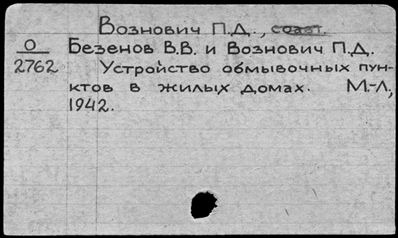 Вознович П.Д., соавт.
О Безенов В.В. и Вознович П.Д.
2762 Устройство обмывочных пун-
ктов в жилых домах. М.-Л,
1942.